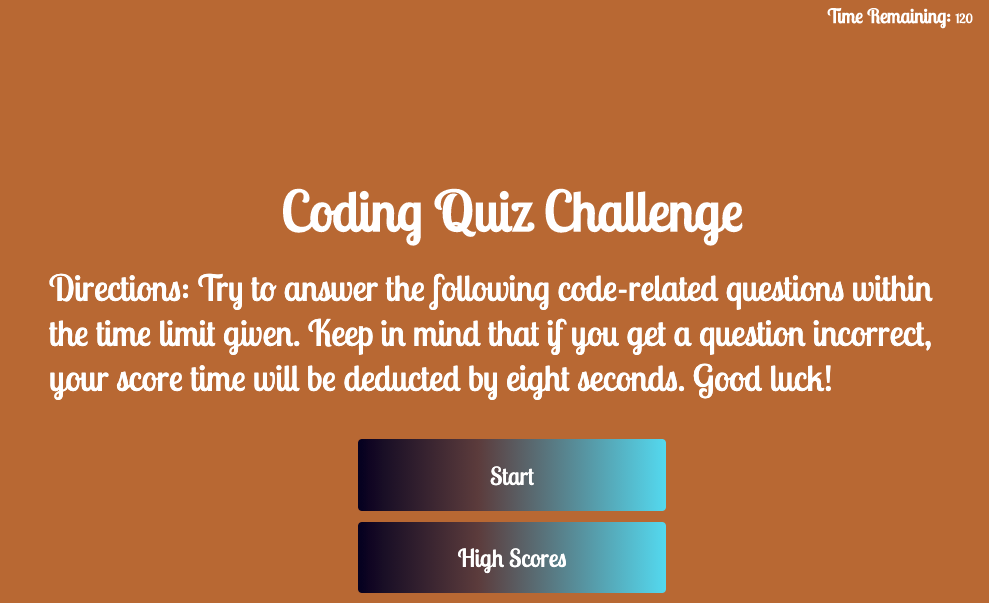 Time Remaining: 120
Coding Quiz Challenge
Directions: Try to answer the following code-related questions within
the time limit given. Keep in mind that if you get a question incorrect,
your score time will be deducted by eight seconds. Good luck!
Start
High Scores